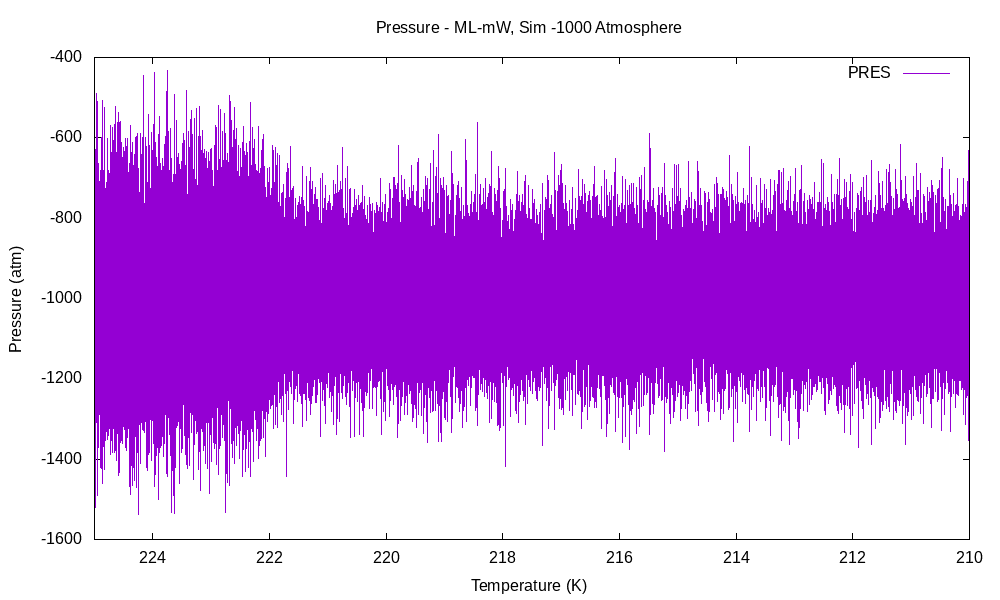 Pressure - ML-mW, Sim -1000 Atmosphere
PRES
-400
-600
-800
-1000
-1200
-1400
-1600
Pressure (atm)
224 222 220 218 216 214 212 210
Temperature (K)